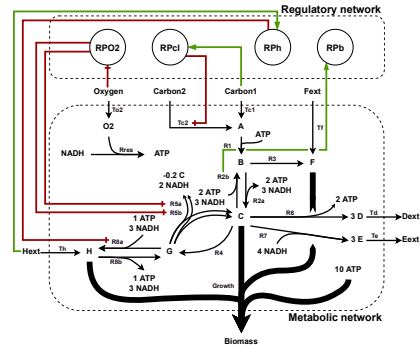 Regulatory network
RPO2
RPcl
RPh
RPb
Oxygen
Carbon2
Carbon1
Fext
To2
Tc2
Tc1
Tf
O2
A
ATP
R1
NADH
Rres
ATP
B
R3
F
-0.2 C
2 NADH
2 ATP
3 NADH
R2b
2 ATP
3 NADH
R2a
R5a
R5b
1 ATP
3 NADH
C
R6
2 ATP
3 D
Td
Dext
R8a
Hext
Th
H
G
R7
4 NADH
3 E
Te
Eext
R8b
R4
1 ATP
3 NADH
10 ATP
Growth
Metabolic network
Biomass